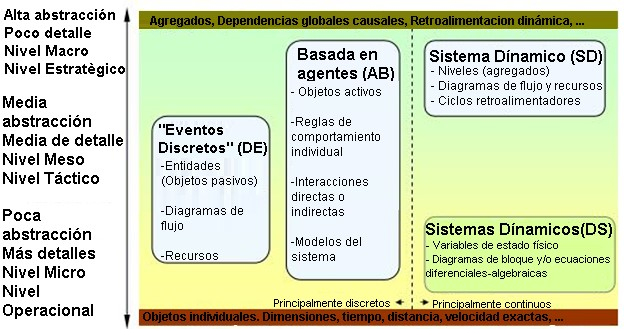 Alta abstracción
Poco detalle
Nivel Macro
Nivel Estratègico
Media
abstracción
Media de detalle
Nivel Meso
Nivel Táctico
Poca
abstracción
Más detalles
Nivel Micro
Nivel
Operacional
Agregados, Dependencias globales causales, Retroalimentacion dinámica, ...
"Eventos
Discretos" (DE)
-Entidades
(Objetos pasivos)
-Diagramas de
flujo
-Recursos
Basada en
agentes (AB)
- Objetos activos
-Reglas de
comportamiento
individual
-Interacciones
directas o
indirectas
-Modelos del
sistema
Sistema Dínamico (SD)
- Niveles (agregados)
- Diagramas de flujo y recursos
- Ciclos retroalimentadores
Sistemas Dínamicos(DS)
- Variables de estado físico
- Diagramas de bloque y/o ecuaciones
diferenciales-algebraicas
Principalmente discretos
Principalmente continuos
Objetos individuales. Dimensiones, tiempo, distancia, velocidad exactas, ...